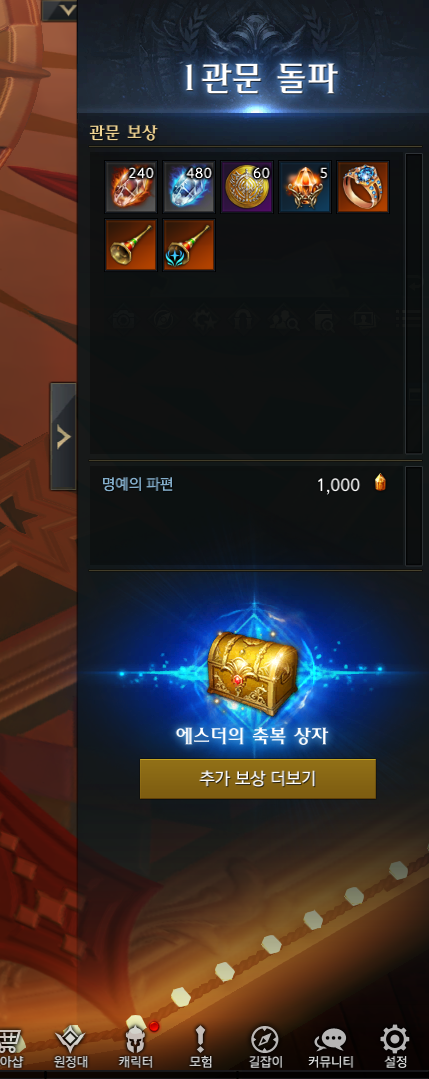 1관문 돌파
관문 보상
240 480 60 5
명예의 파편 1,000
에스더의 축복 상자
추가 보상 더보기
아샵 원정대 캐릭터 모험 길잡이 커뮤니티 설정